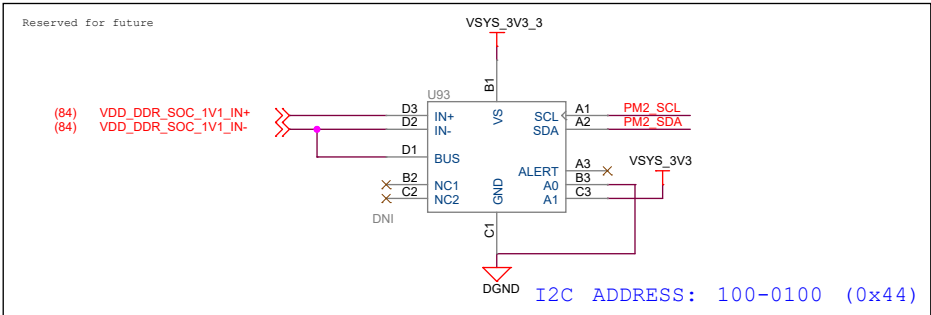 Reserved for future
VSYS_3V3_3
U93
B1
(84) VDD_DDR_SOC_1V1_IN+ D3 IN+ VS SCL A1 PM2_SCL
(84) VDD_DDR_SOC_1V1_IN- D2 IN- SDA A2 PM2_SDA
D1 BUS
ALERT A3 VSYS_3V3
B2 NC1 A0 B3
C2 NC2 GND A1 C3
DNI
C1
DGND
I2C ADDRESS: 100-0100 (0x44)